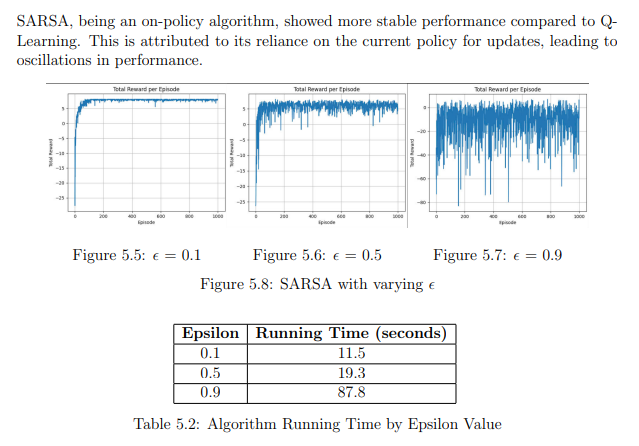 SARSA, being an on-policy algorithm, showed more stable performance compared to Q-
Learning. This is attributed to its reliance on the current policy for updates, leading to
oscillations in performance.
Total Reward per Episode
Total Reward per Episode
Total Reward per Episode
Total Reward
5
0
-5
-10
-15
-20
-25
0 200 400 600 800 1000
Episode
Total Reward
5
0
-5
-10
-15
-20
-25
0 200 400 600 800 1000
Episode
Total Reward
0
-20
-40
-60
-80
0 200 400 600 800 1000
Episode
Figure 5.5: ϵ = 0.1
Figure 5.6: ϵ = 0.5
Figure 5.7: ϵ = 0.9
Figure 5.8: SARSA with varying ϵ
Epsilon Running Time (seconds)
0.1 11.5
0.5 19.3
0.9 87.8
Table 5.2: Algorithm Running Time by Epsilon Value